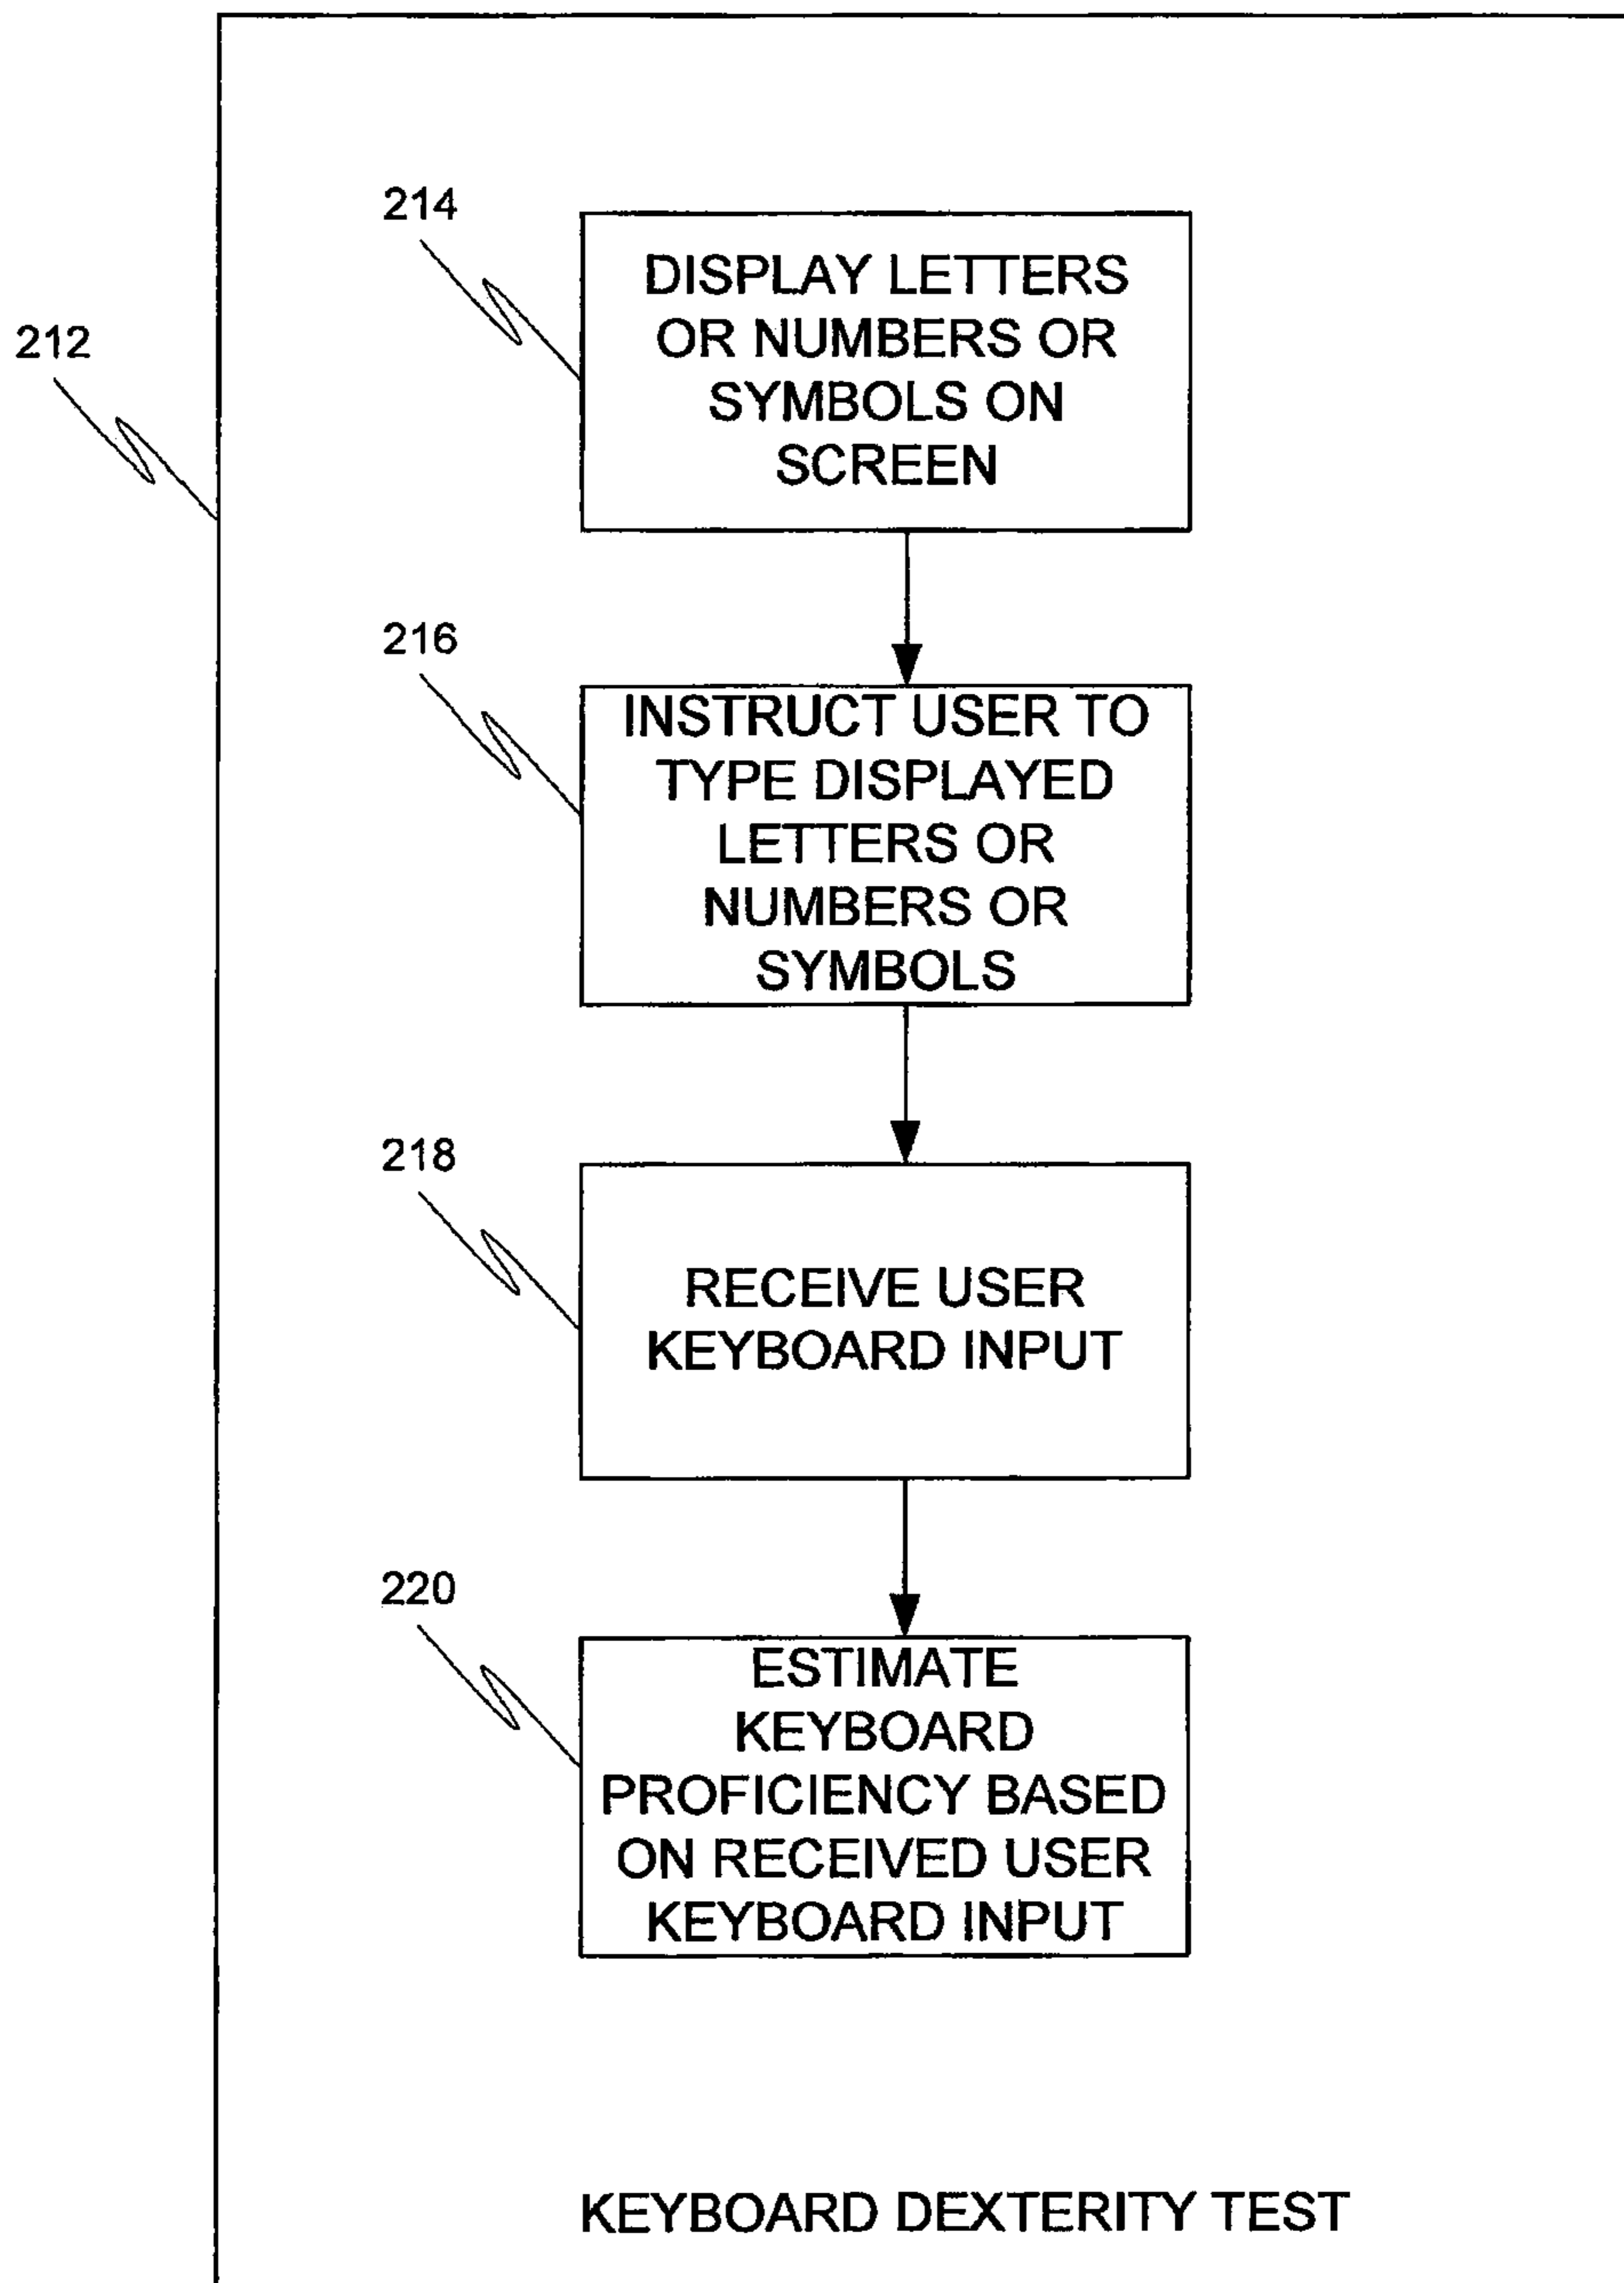 214
DISPLAY LETTERS
OR NUMBERS OR
SYMBOLS ON
SCREEN
212
216
INSTRUCT USER TO
TYPE DISPLAYED
LETTERS OR
NUMBERS OR
SYMBOLS
218
RECEIVE USER
KEYBOARD INPUT
220
ESTIMATE
KEYBOARD
PROFICIENCY BASED
ON RECEIVED USER
KEYBOARD INPUT
KEYBOARD DEXTERITY TEST